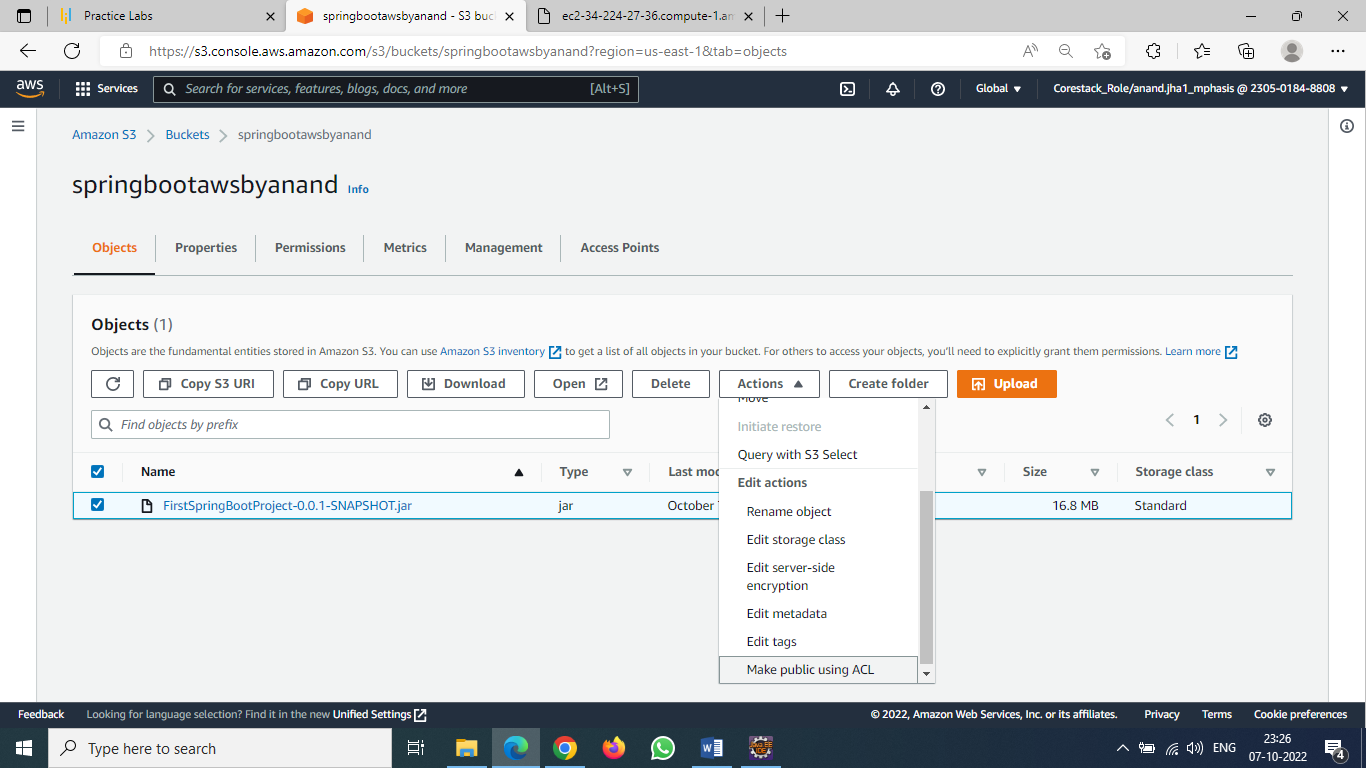 Practice Labs
springbootawsbyanand - S3 buc
ec2-34-224-27-36.compute-1.am
https://s3.console.aws.amazon.com/s3/buckets/springbootawsbyanand?region=us-east-1&tab=objects
aws
Services
Search for services, features, blogs, docs, and more
[Alt+S]
Global
Corestack_Role/anand.jha1_mphasis @ 2305-0184-8808
Amazon S3
Buckets
springbootawsbyanand
springbootawsbyanand
Info
Objects
Properties
Permissions
Metrics
Management
Access Points
Objects (1)
Objects are the fundamental entities stored in Amazon S3. You can use Amazon S3 inventory to get a list of all objects in your bucket. For others to access your objects, you'll need to explicitly grant them permissions. Learn more
Copy S3 URI
Copy URL
Download
Open
Delete
Actions
Create folder
Upload
Find objects by prefix
1
Name
Type
Last mo
Size
Storage class
FirstSpringBootProject-0.0.1-SNAPSHOT.jar
jar
October
16.8 MB
Standard
Move
Initiate restore
Query with S3 Select
Edit actions
Rename object
Edit storage class
Edit server-side
encryption
Edit metadata
Edit tags
Make public using ACL
Feedback
Looking for language selection? Find it in the new Unified Settings
© 2022, Amazon Web Services, Inc. or its affiliates.
Privacy
Terms
Cookie preferences
Type here to search
ENG
23:26
07-10-2022
4